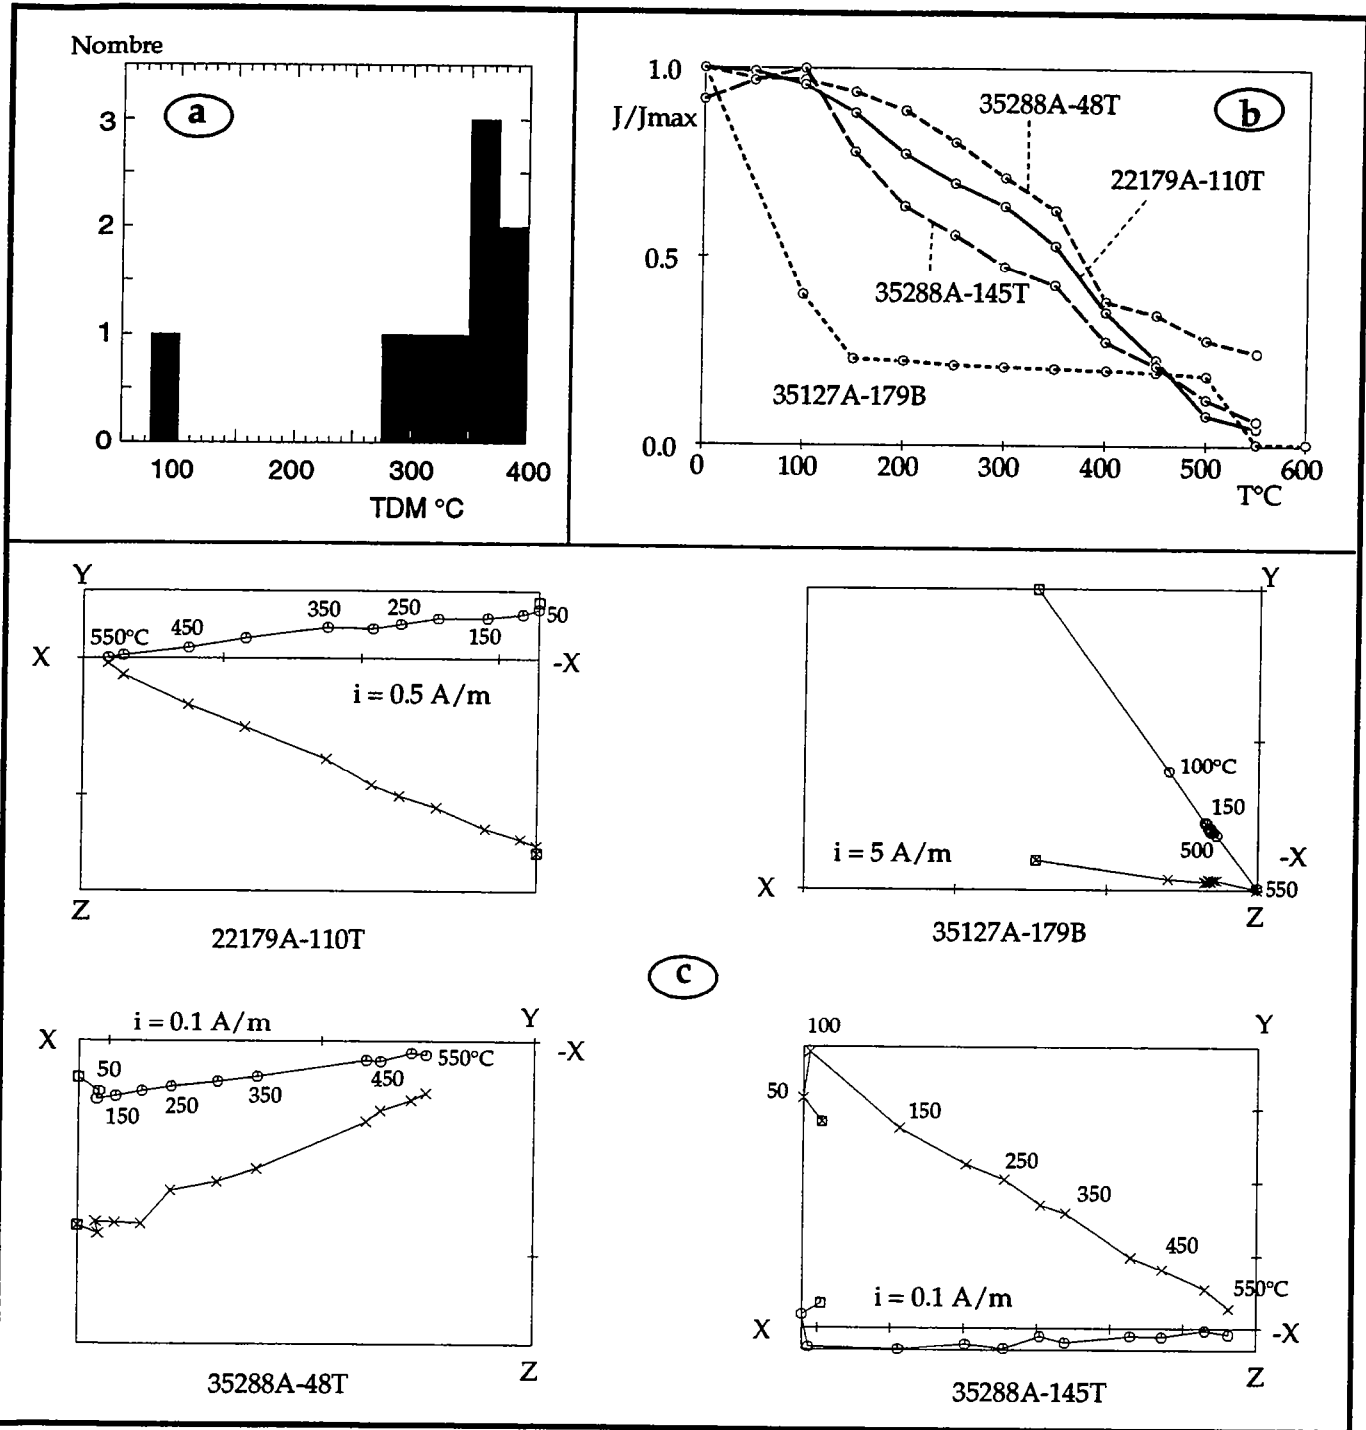 Nombre
a
3
2
1
0
100 200 300 400
TDM °C
1.0
J/Jmax
0.5
0.0
b
35288A-48T
22179A-110T
35288A-145T
35127A-179B
0 100 200 300 400 500 600
T°C
Y
550°C 450 350 250 150 50
X -X
i = 0.5 A/m
Z
22179A-110T
Y
100°C
150
500
i = 5 A/m
X -X
550
Z
35127A-179B
c
i = 0.1 A/m
Y
X -X
50 150 250 350 450 550°C
Z
35288A-48T
100
Y
50
150
250
350
450
550°C
i = 0.1 A/m
X -X
Z
35288A-145T